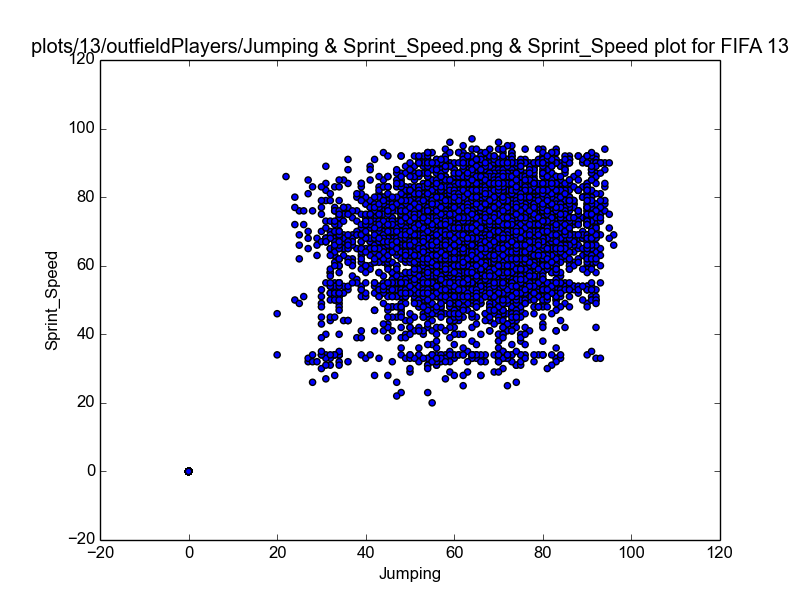 plots/13/outfieldPlayers/Jumping & Sprint_Speed.png & Sprint_Speed plot for FIFA 13
120
100
80
60
40
20
0
−20
Sprint_Speed
−20 0 20 40 60 80 100 120
Jumping